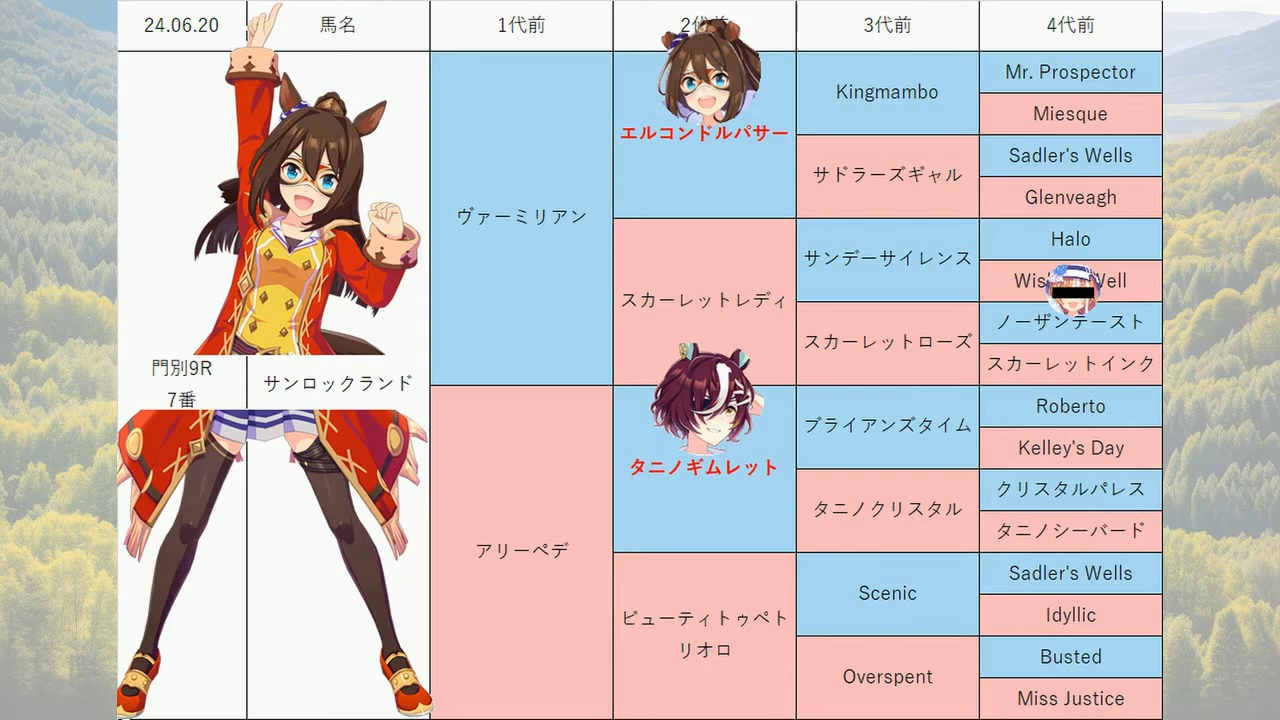 24.06.20
馬名
1代前
2代前
3代前
4代前
門別9R
7番
サンロックランド
ヴァーミリアン
アリーペデ
エルコンドルパサー
スカーレットレディ
タニノギムレット
ビューティトゥペト
リオロ
Kingmambo
サドラーズギャル
サンデーサイレンス
スカーレットローズ
ブライアンズタイム
タニノクリスタル
Scenic
Overspent
Mr. Prospector
Miesque
Sadler's Wells
Glenveagh
Halo
Well
ノーザンテースト
スカーレットインク
Roberto
Kelley's Day
クリスタルパレス
タニノシーバード
Sadler's Wells
Idyllic
Busted
Miss Justice